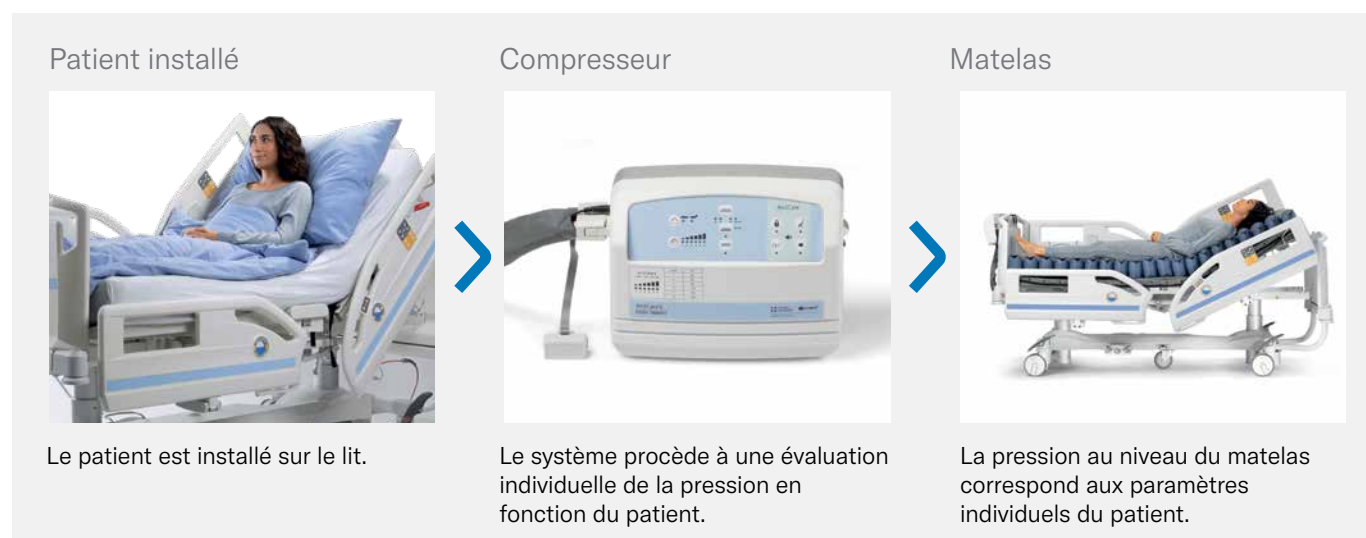 Patient installé
Compresseur
Matelas
Le patient est installé sur le lit.
Le système procède à une évaluation
individuelle de la pression en
fonction du patient.
La pression au niveau du matelas
correspond aux paramètres
individuels du patient.